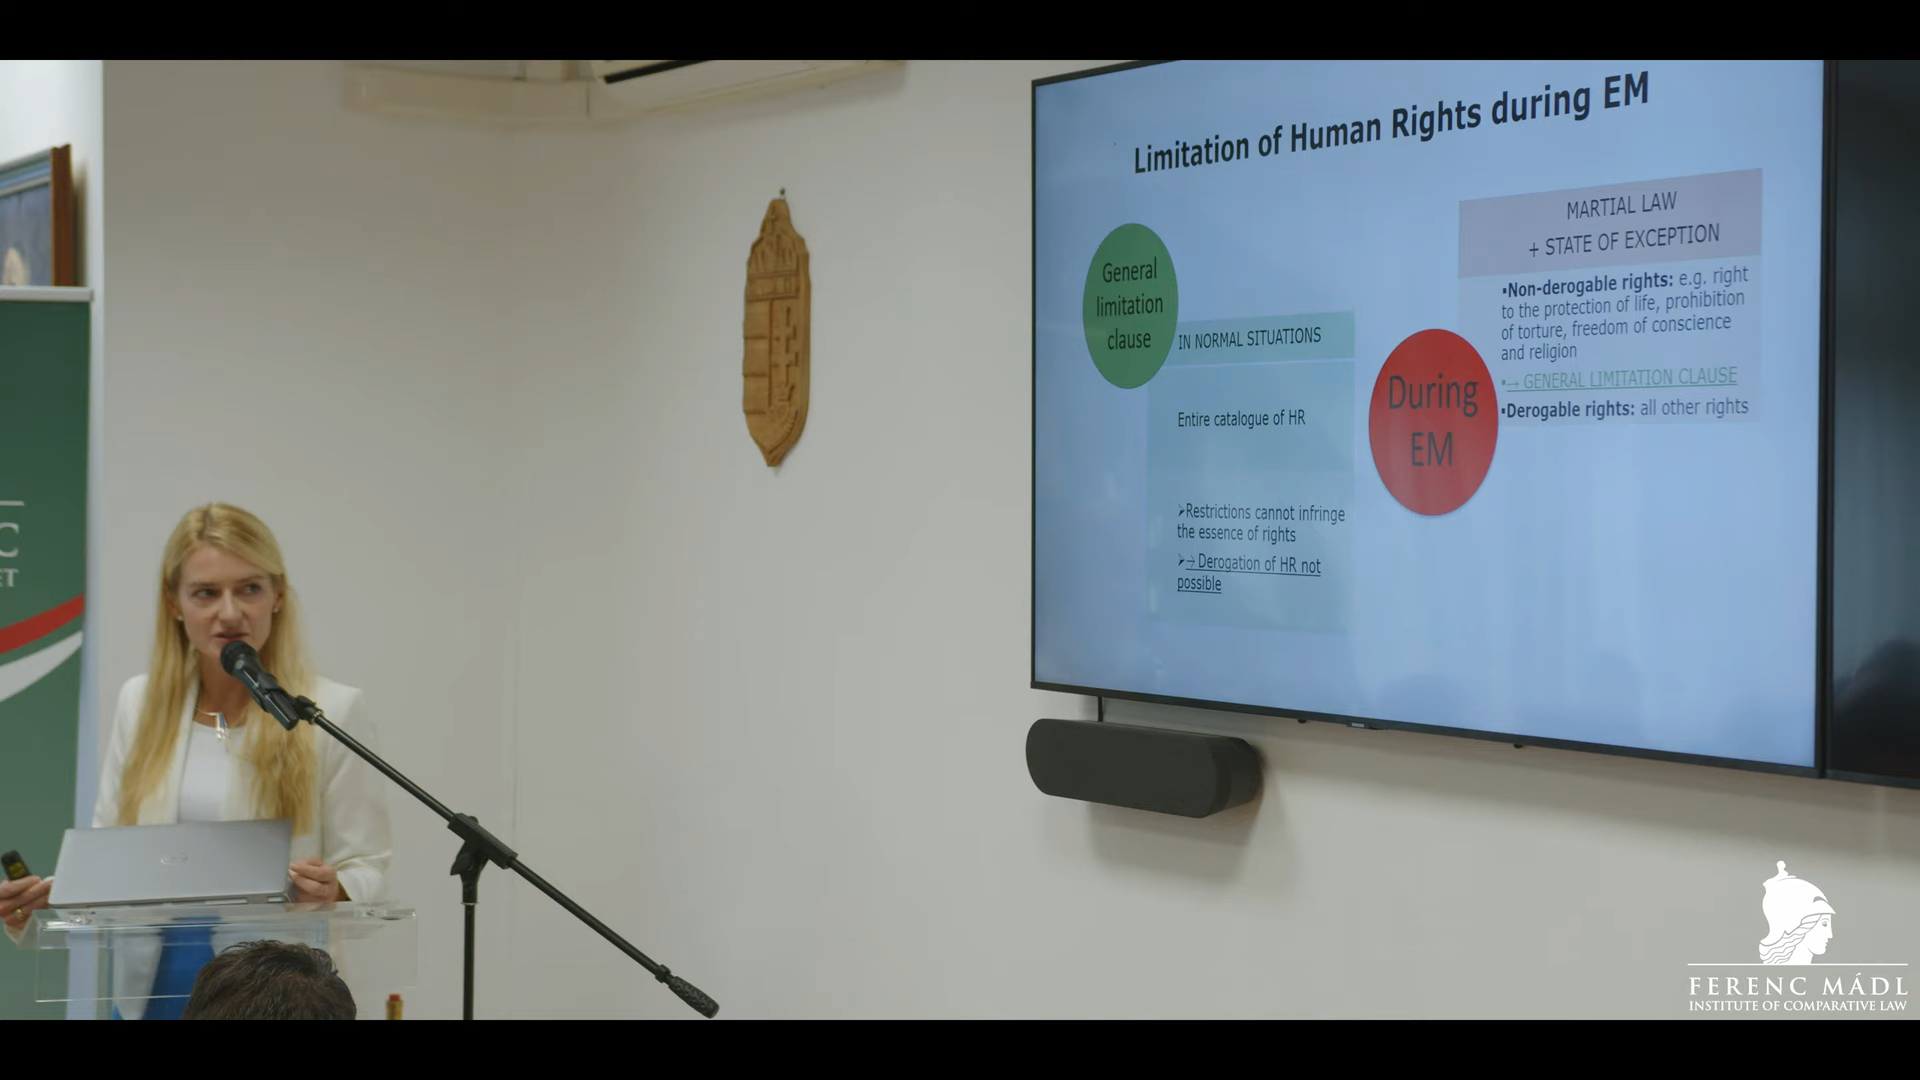 Limitation of Human Rights during EM
General
limitation
clause
IN NORMAL SITUATIONS
Entire catalogue of HR
➢Restrictions cannot infringe
the essence of rights
➢→ Derogation of HR not
possible
During
EM
MARTIAL LAW
+ STATE OF EXCEPTION
▪Non-derogable rights: e.g. right
to the protection of life, prohibition
of torture, freedom of conscience
and religion
▪→ GENERAL LIMITATION CLAUSE
▪Derogable rights: all other rights
C
ET
DELL
FERENC MÁDL
INSTITUTE OF COMPARATIVE LAW